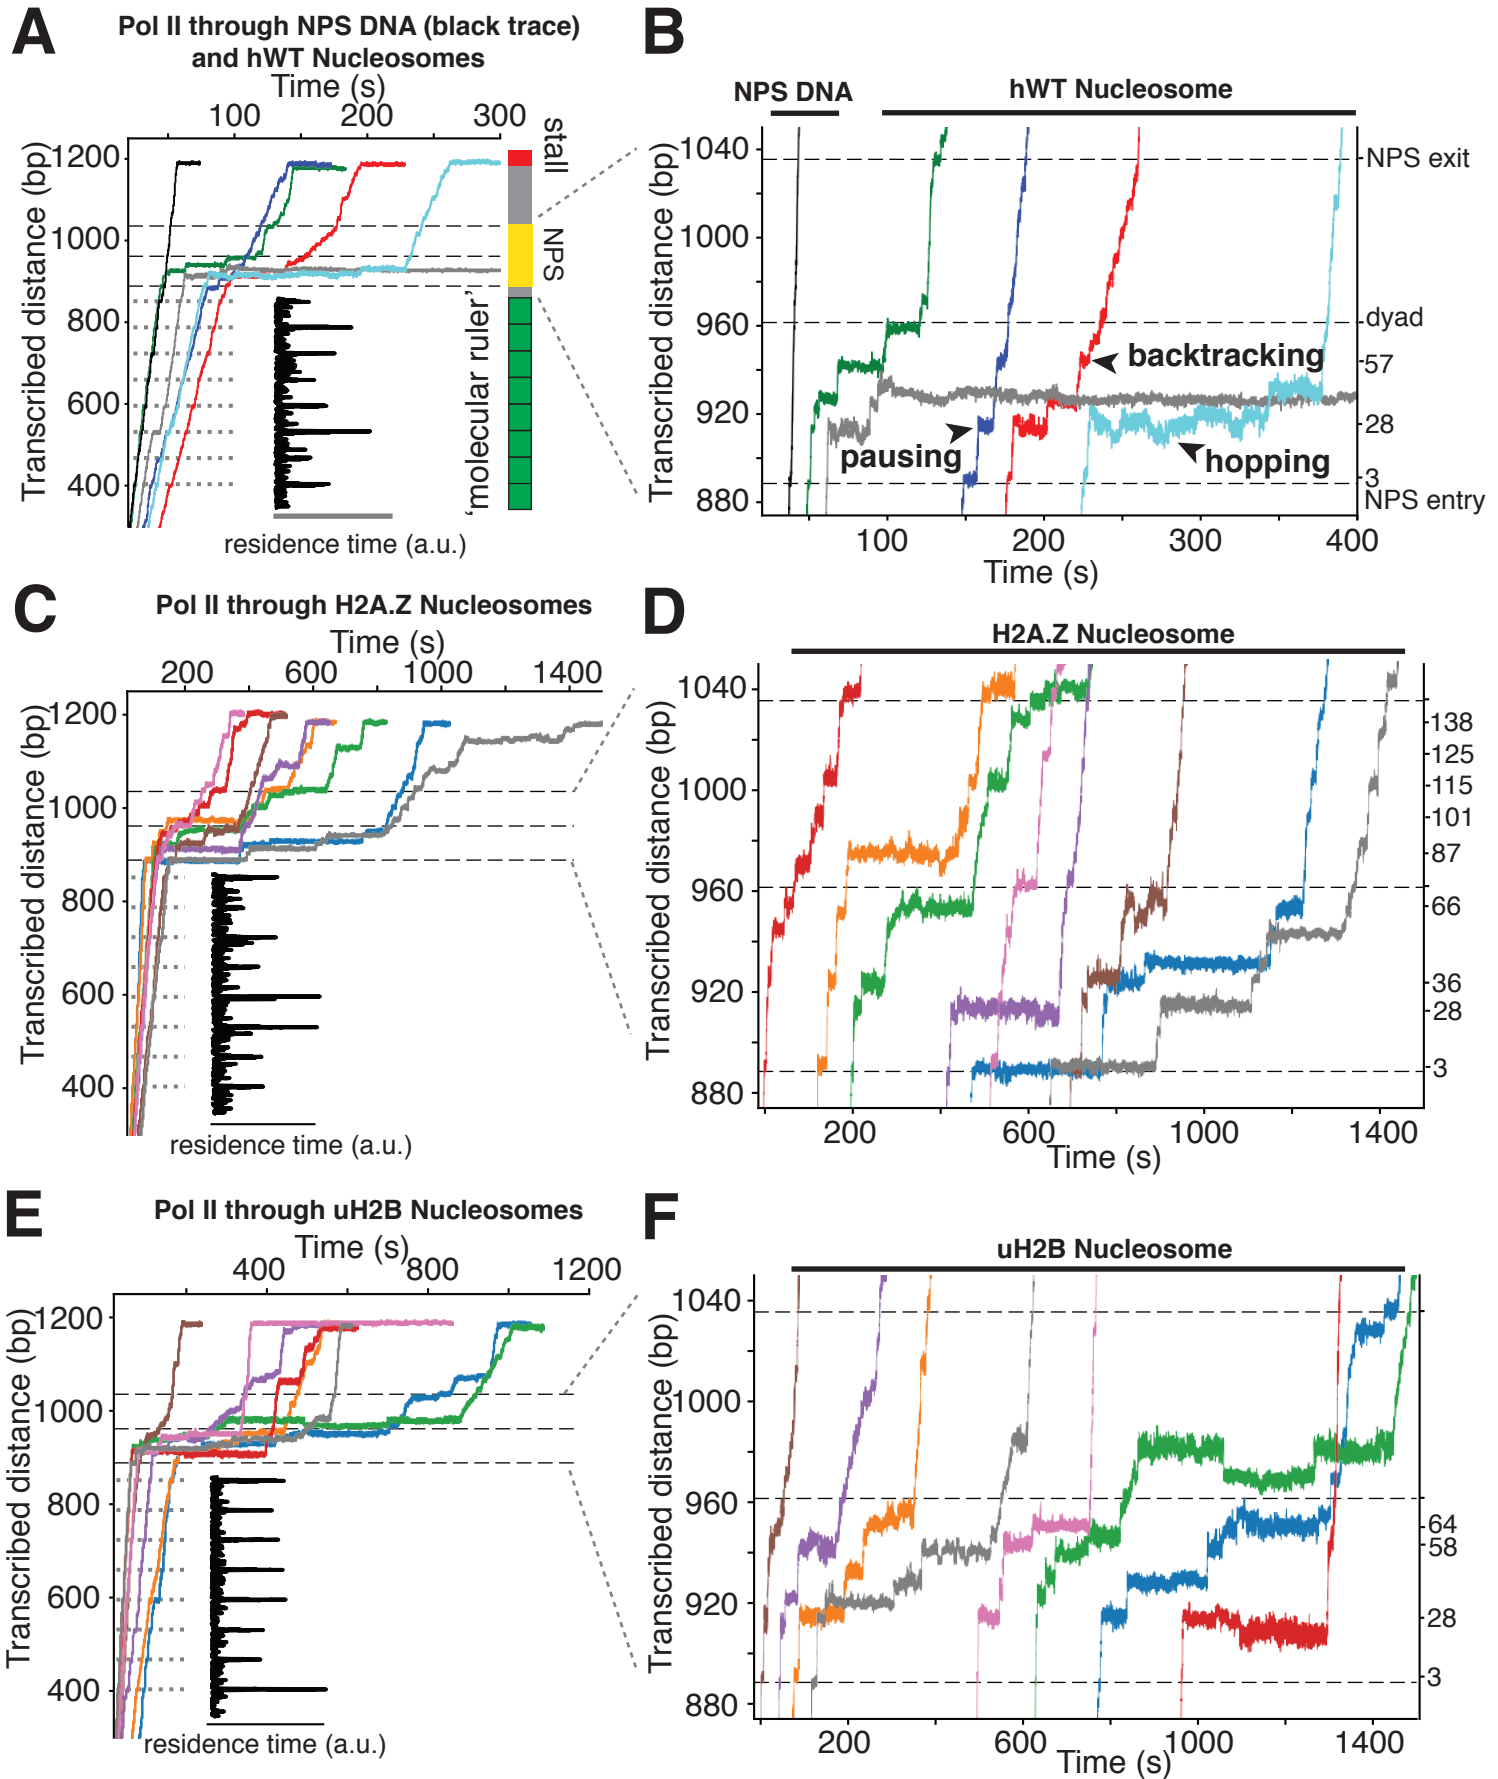 A
Pol II through NPS DNA (black trace)
and hWT Nucleosomes
Time (s)
100
200
300
Transcribed distance (bp)
1200
1000
800
600
400
stall
NPS
'molecular ruler'
residence time (a.u.)
B
NPS DNA
hWT Nucleosome
Transcribed distance (bp)
1040
1000
960
920
880
NPS exit
dyad
57
28
3
NPS entry
backtracking
pausing
hopping
100
200
300
400
Time (s)
C
Pol II through H2A.Z Nucleosomes
Time (s)
200
600
1000
1400
Transcribed distance (bp)
1200
1000
800
600
400
residence time (a.u.)
D
H2A.Z Nucleosome
Transcribed distance (bp)
1040
1000
960
920
880
138
125
115
101
87
66
36
28
3
200
600
1000
1400
Time (s)
E
Pol II through uH2B Nucleosomes
Time (s)
400
800
1200
Transcribed distance (bp)
1200
1000
800
600
400
residence time (a.u.)
F
uH2B Nucleosome
Transcribed distance (bp)
1040
1000
960
920
880
64
58
28
3
200
600
1000
1400
Time (s)